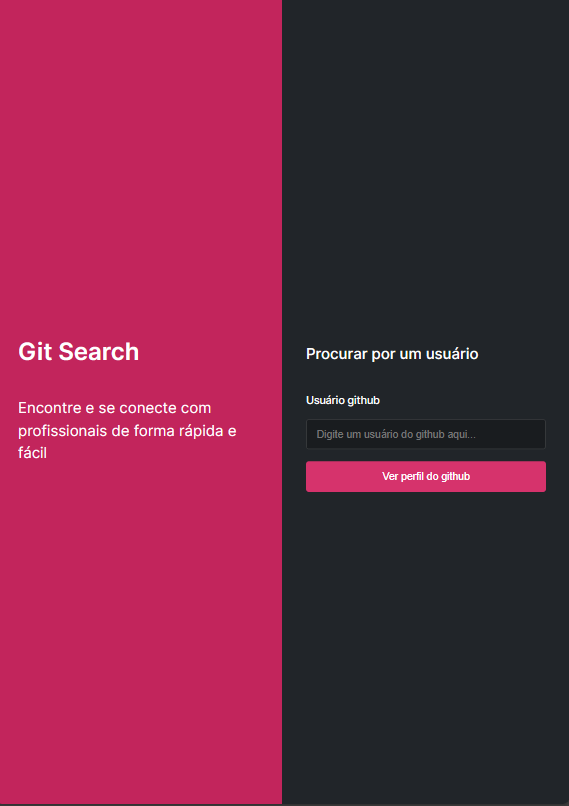 Git Search
Encontre e se conecte com
profissionais de forma rápida e
fácil
Procurar por um usuário
Usuário github
Digite um usuário do github aqui...
Ver perfil do github